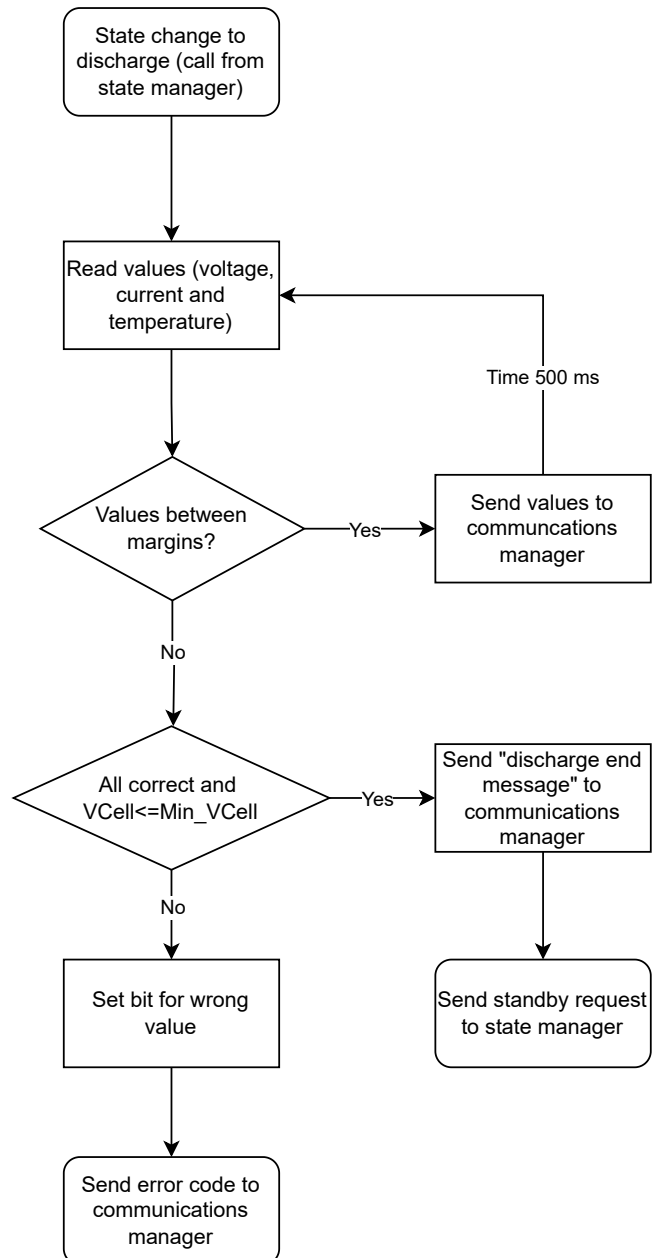 State change to
discharge (call from
state manager)
Read values (voltage,
current and
temperature)
Time 500 ms
Values between
margins?
Yes
Send values to
communcations
manager
No
All correct and
VCell<=Min_VCell
Yes
Send "discharge end
message" to
communications
manager
No
Set bit for wrong
value
Send standby request
to state manager
Send error code to
communications
manager